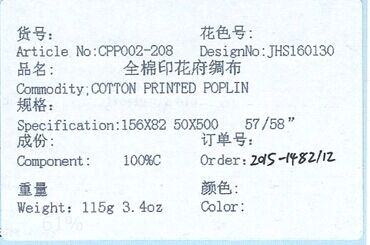 货号: 花色号:
Article No:CPP002-208 DesignNo:JHS160130
品名: 全棉印花府绸布
Commodity;COTTON PRINTED POPLIN
规格:
Specification:156X82 50X500 57/58"
成份: 订单号:
Component: 100%C Order: 2015-1482/12
重量 颜色:
Weight: 115g 3.4oz Color: